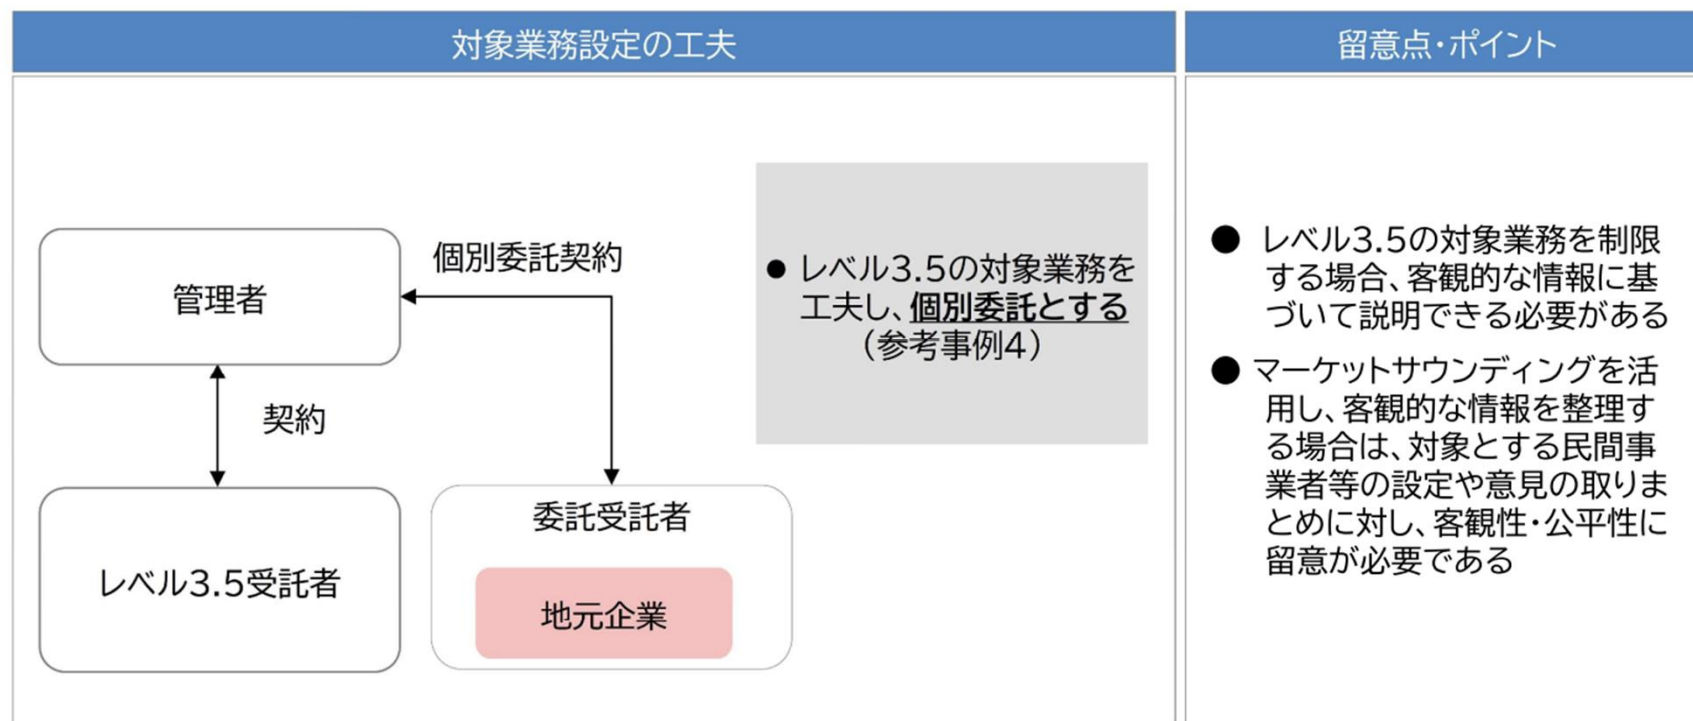 対象業務設定の工夫
管理者
個別委託契約
契約
レベル3.5受託者
委託受託者
地元企業
● レベル3.5の対象業務を
工夫し、個別委託とする
（参考事例4）
留意点・ポイント
● レベル3.5の対象業務を制限
する場合、客観的な情報に基
づいて説明できる必要がある
● マーケットサウンディングを活
用し、客観的な情報を整理す
る場合は、対象とする民間事
業者等の設定や意見の取りま
とめに対し、客観性・公平性に
留意が必要である